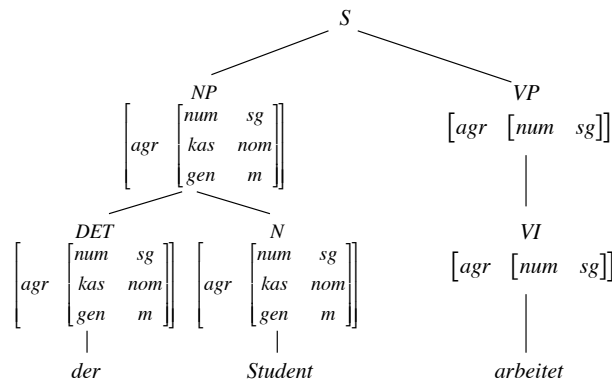 S
NP VP
[agr [num sg [agr [num sg]]
kas nom
gen m]]
DET N VI
[agr [num sg [agr [num sg [agr [num sg]]
kas nom kas nom
gen m]] gen m]]
der Student arbeitet